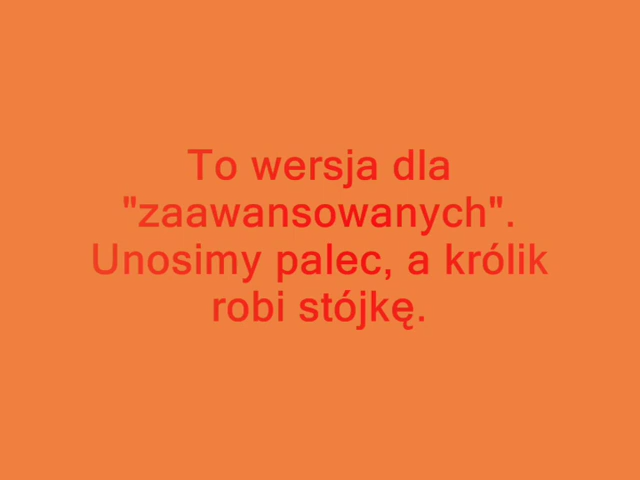 To wersja dla
"zaawansowanych".
Unosimy palec, a królik
robi stójkę.